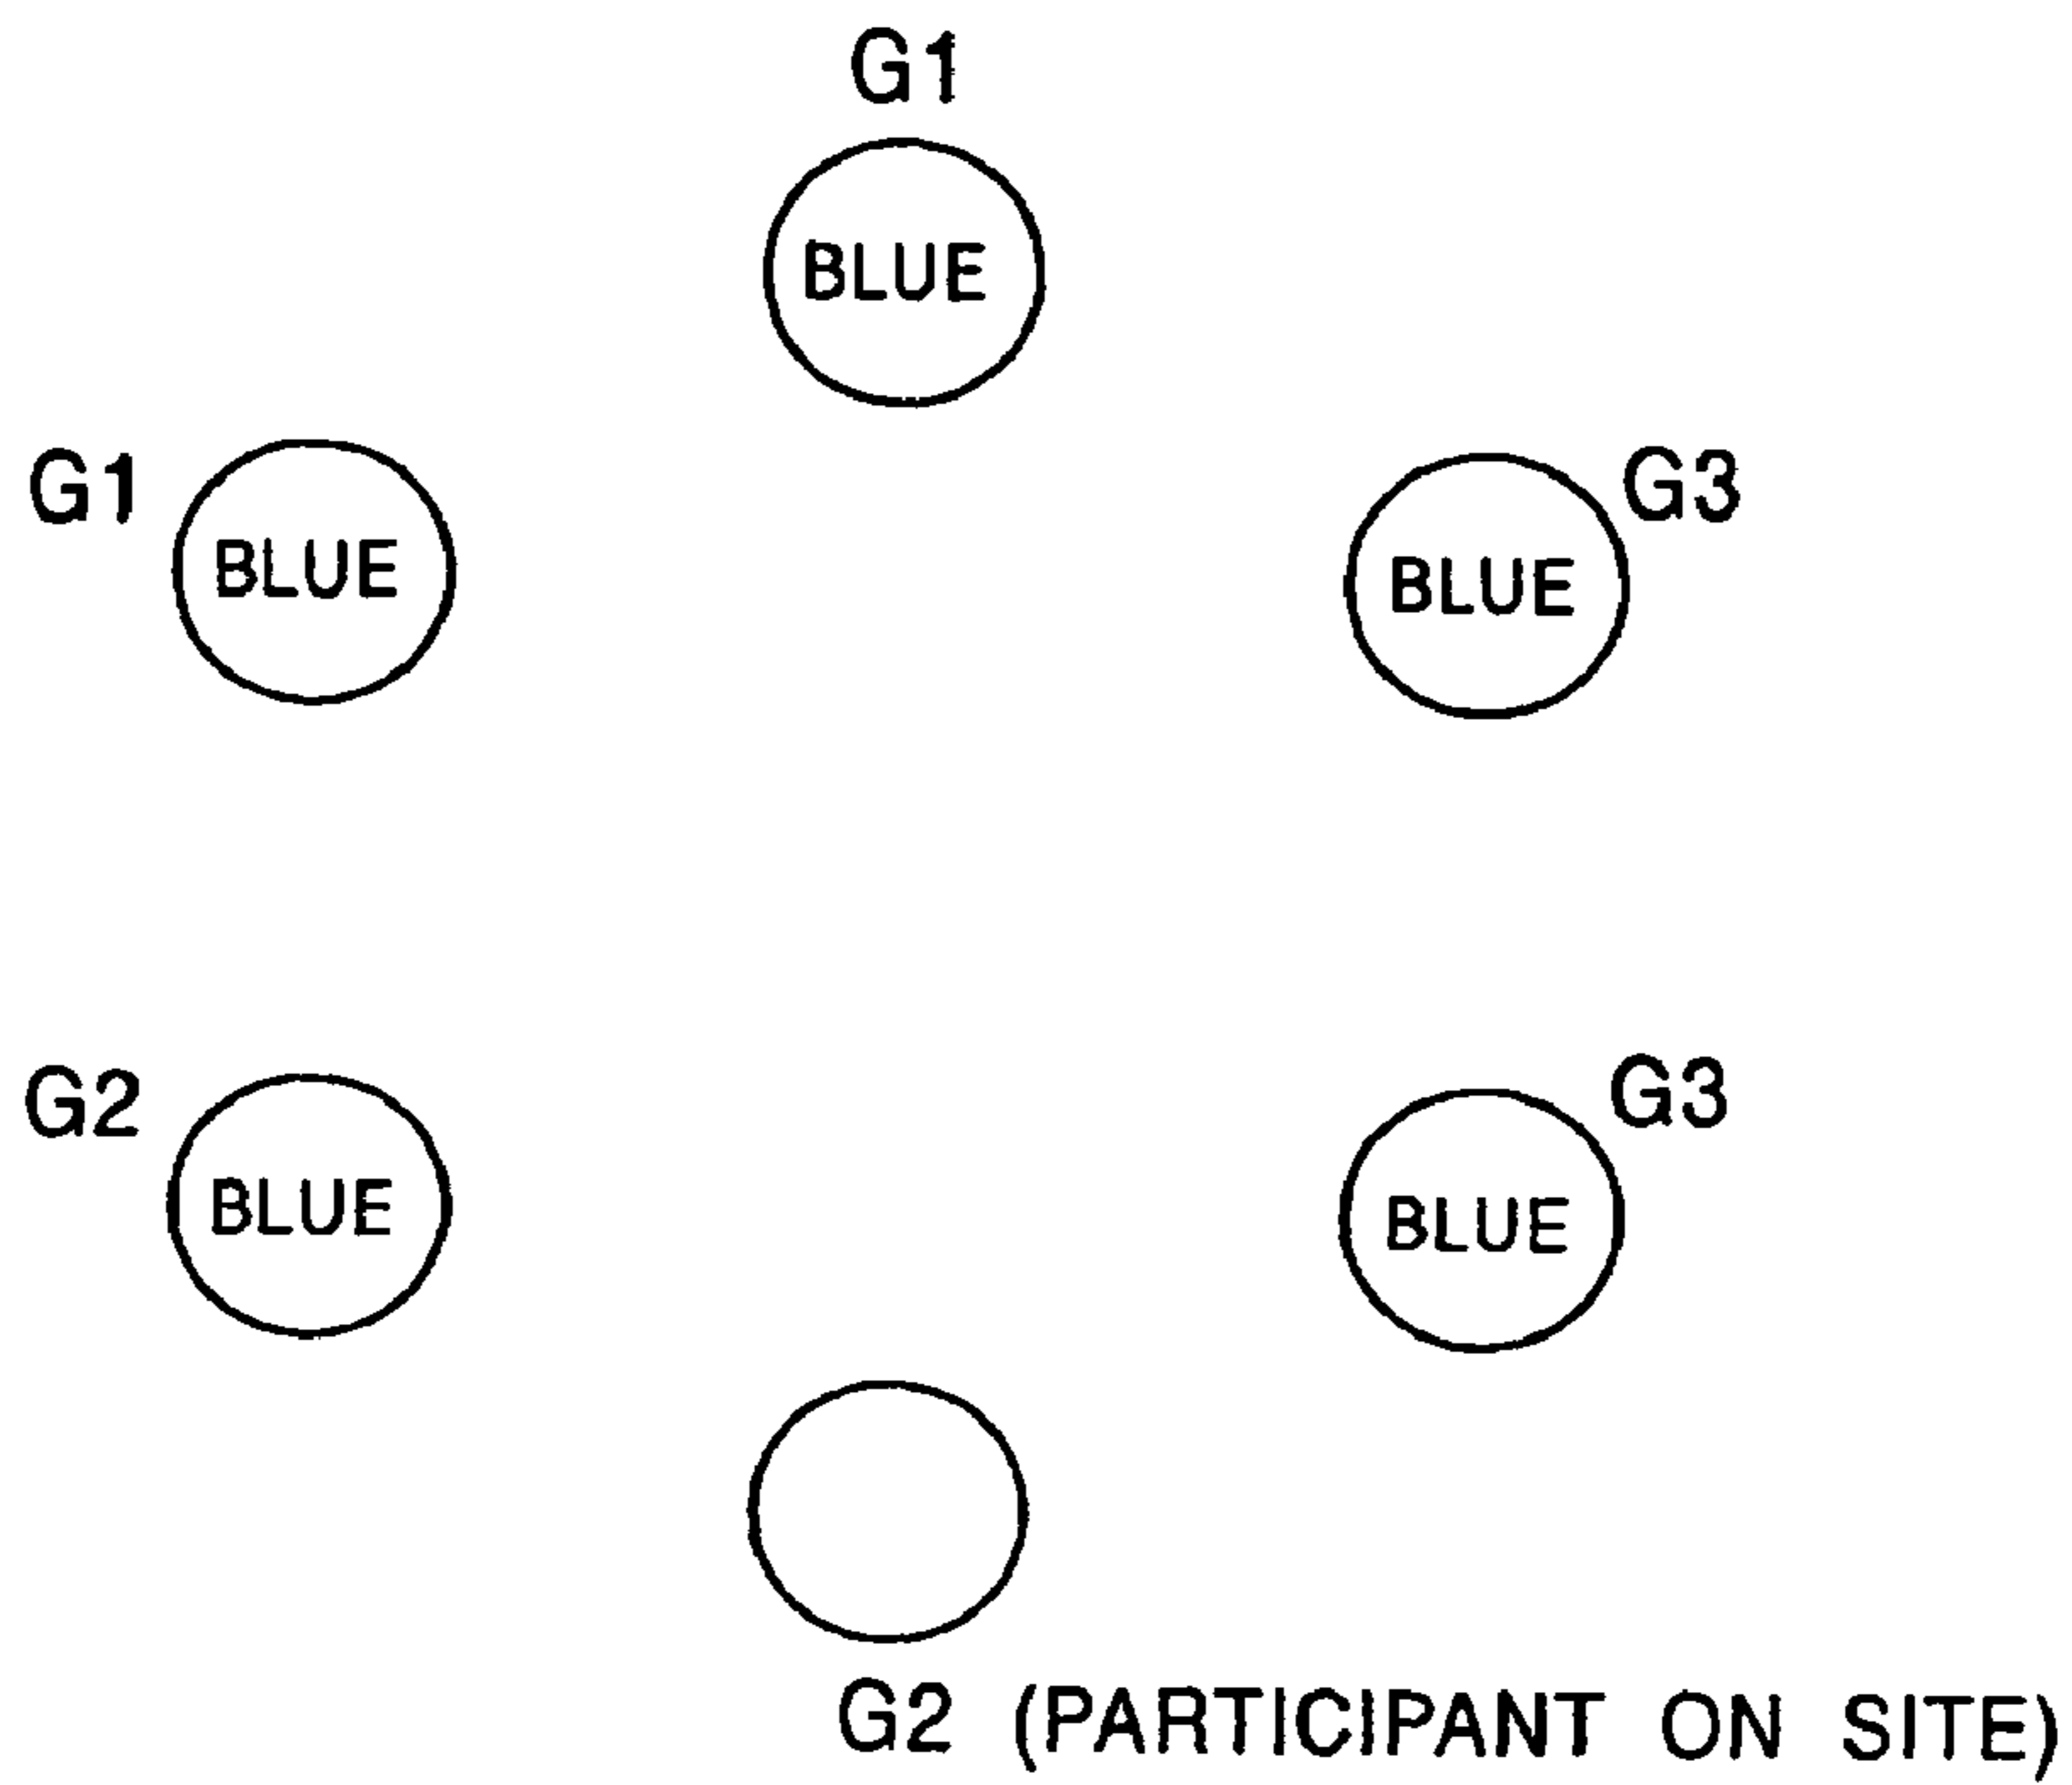 G1
BLUE
G1
BLUE
G3
BLUE
G2
BLUE
G3
BLUE
G2 (PARTICIPANT ON SITE)